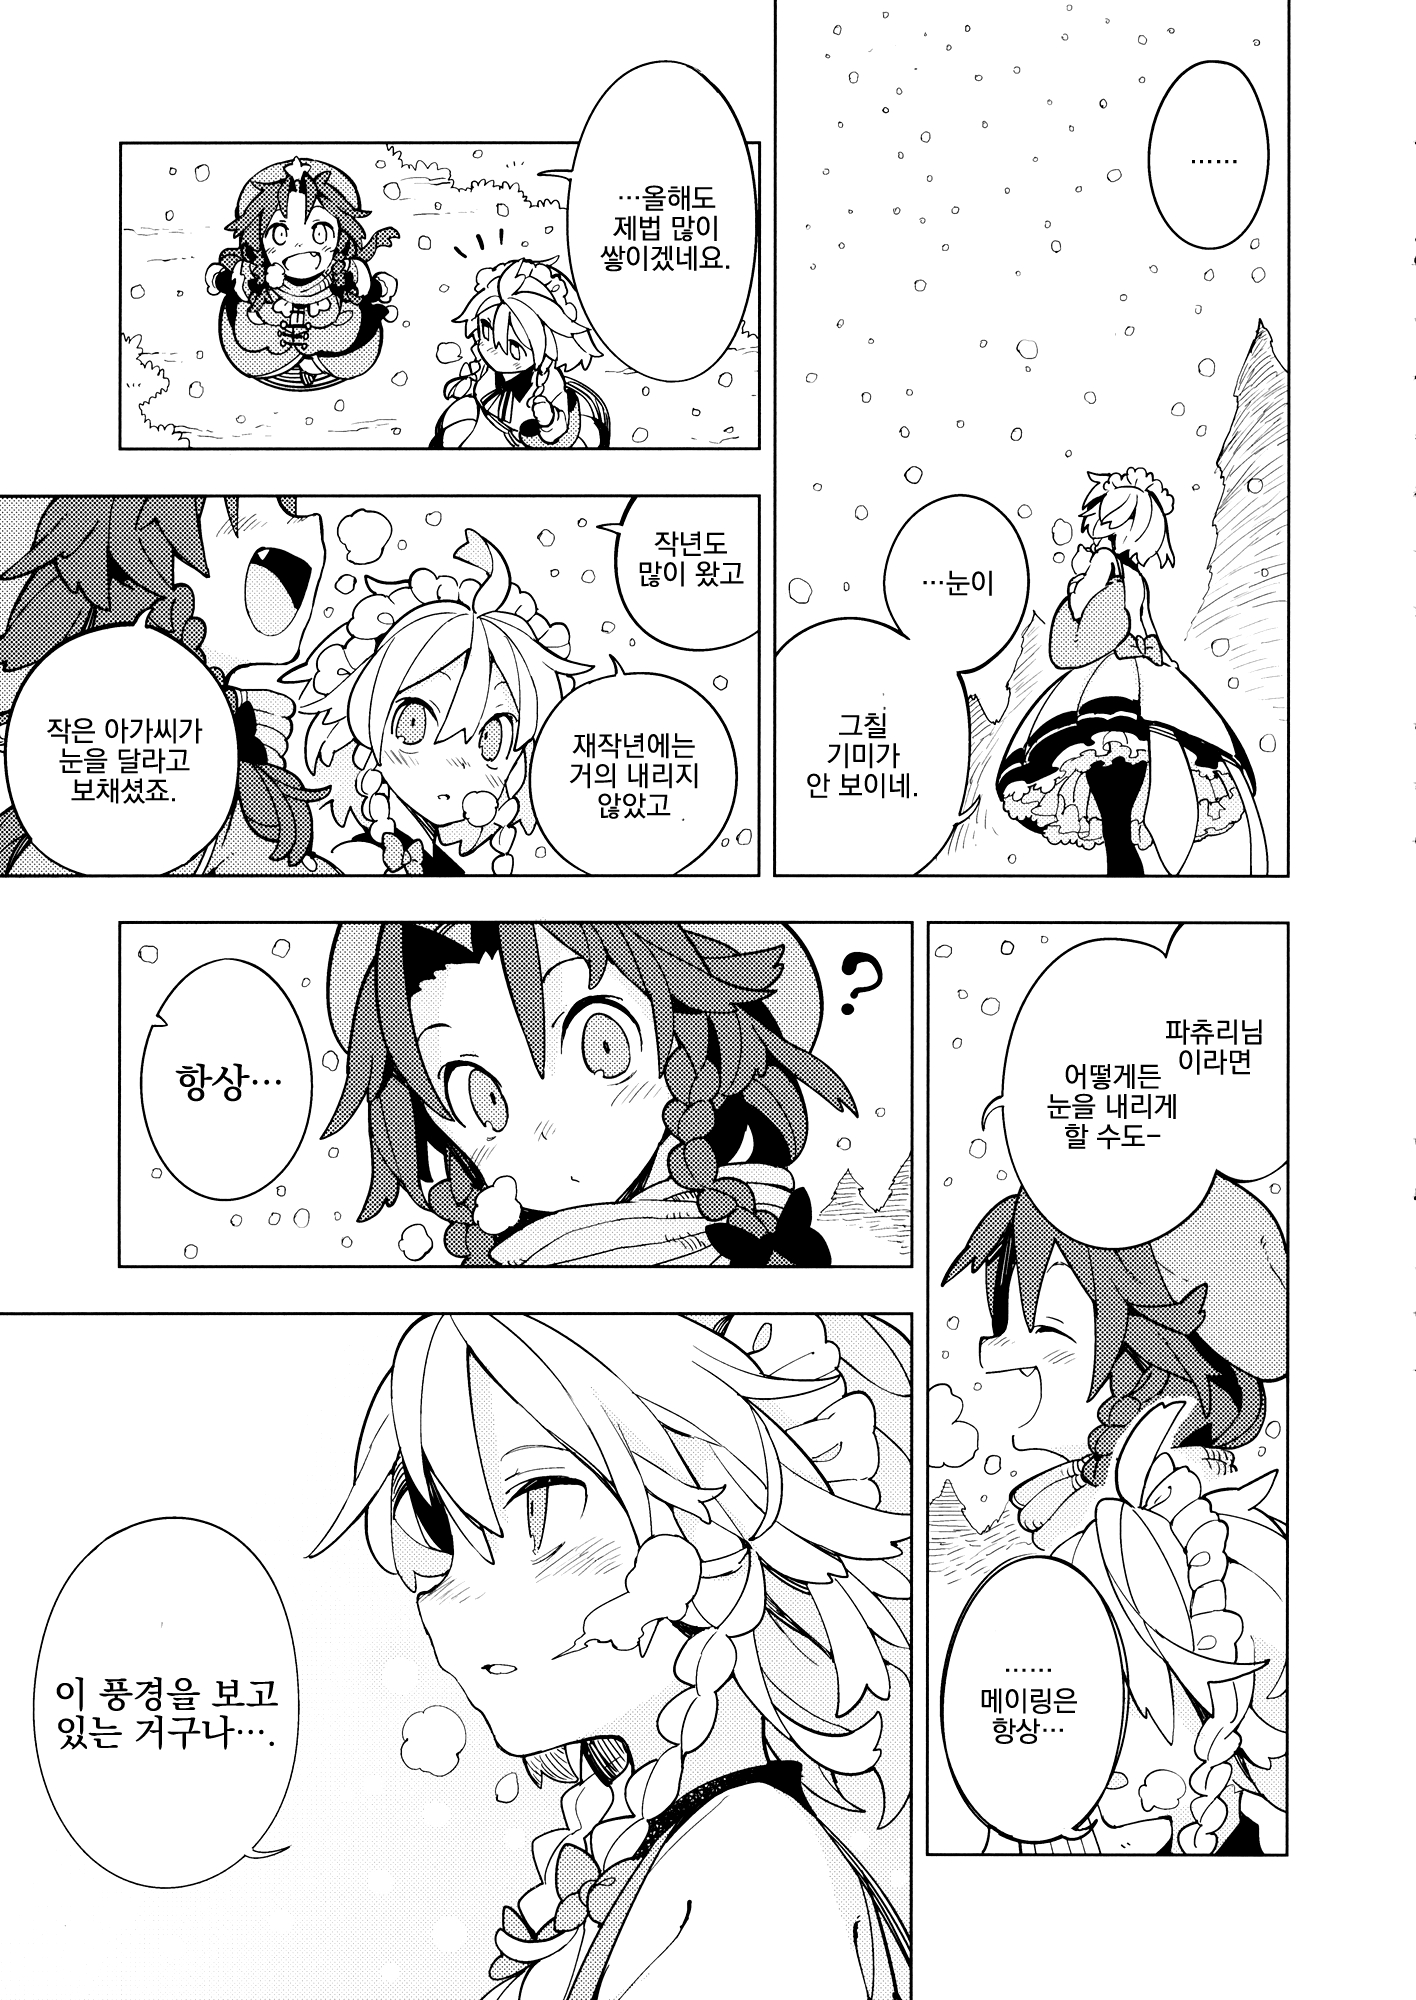 ……
…눈이
그칠
기미가
안 보이네.
…올해도
제법 많이
쌓이겠네요.
작년도
많이 왔고
재작년에는
거의 내리지
않았고
작은 아가씨가
눈을 달라고
보채셨죠.
파츄리님
이라면
어떻게든
눈을 내리게
할 수도-
……
메이링은
항상…
?
항상…
이 풍경을 보고
있는 거구나….